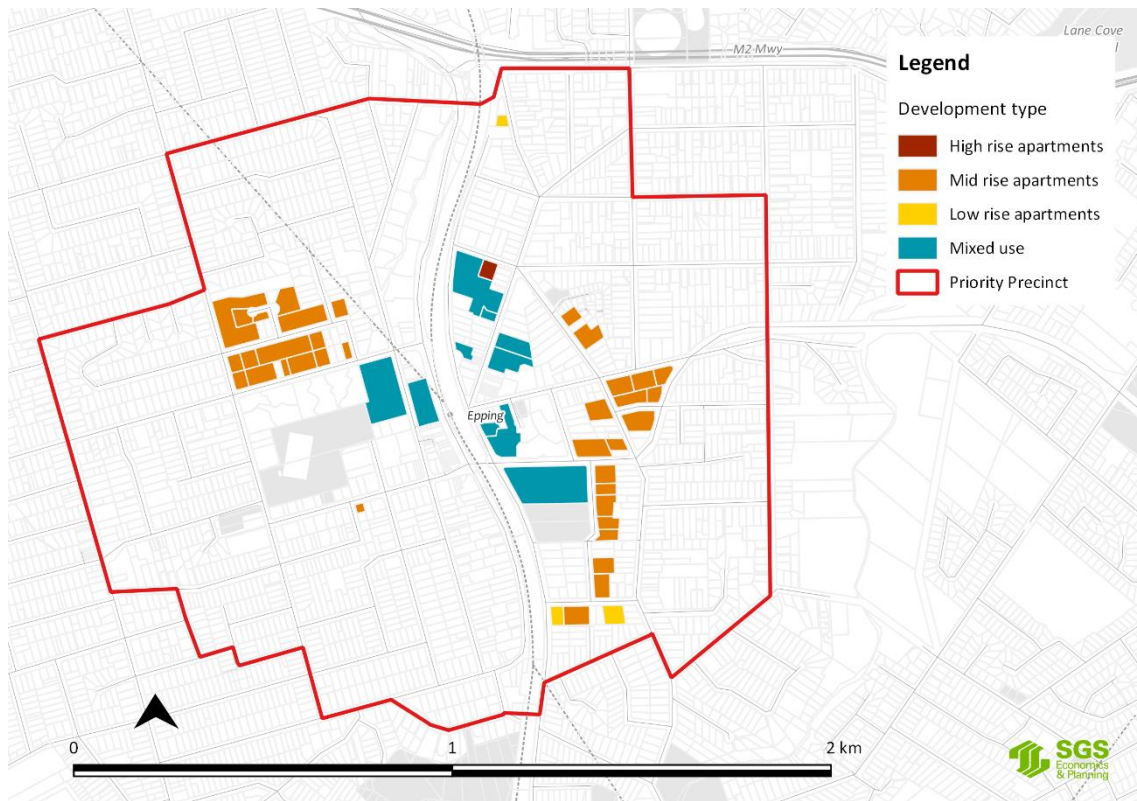 M2 Mwy
Lane Cove
Legend
Development type
High rise apartments
Mid rise apartments
Low rise apartments
Mixed use
Priority Precinct
Epping
0
1
2 km
SGS
Economics
& Planning